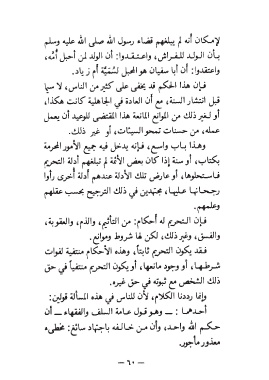 لإمكان أنه لم يبلغهم قضاء رسول الله صلى الله عليه وسلم
بأن الولد للفراش، واعتقدوا: أن الولد لمن أحبل أمّه،
واعتقدوا: أن أبا سفيان هو المحبل لسُمَيَّة أم زياد.
فإن هذا الحكم قد يخفى على كثير من الناس، لا سيما
قبل انتشار السنة، مع أن العادة في الجاهلية كانت هكذا،
أو لغير ذلك من الموانع المانعة هذا المقتضى للوعيد أن يعمل
عمله، من حسنات تمحو السيئات، أو غير ذلك.
وهذا باب واسع، فإنه يدخل فيه جميع الأمور المحرمة
بكتاب، أو سنة إذا كان بعض الأئمة لم تبلغهم أدلة التحريم
فاستحلوها، أو عارض تلك الأدلة عندهم أدلة أخرى رأوا
رجحانها عليها، مجتهدين في ذلك الترجيح بحسب عقلهم
وعلمهم.
فإن التحريم له أحكام: من التأثيم، والذم، والعقوبة،
والفسق، وغير ذلك، لكن لها شروط وموانع.
فقد يكون التحريم ثابتاً، وهذه الأحكام منتفية لفوات
شرطها، أو وجود مانعها، أو يكون التحريم منتفياً في حق
ذلك الشخص مع ثبوته في حق غيره.
وإنما رددنا الكلام، لأن للناس في هذه المسألة قولين:
أحدهما: — وهو قول عامة السلف والفقهاء — أن
حكم الله واحد، وأن من خالفه باجتهاد سائغ: مخطىء
معذور مأجور.
— ٦٠ —